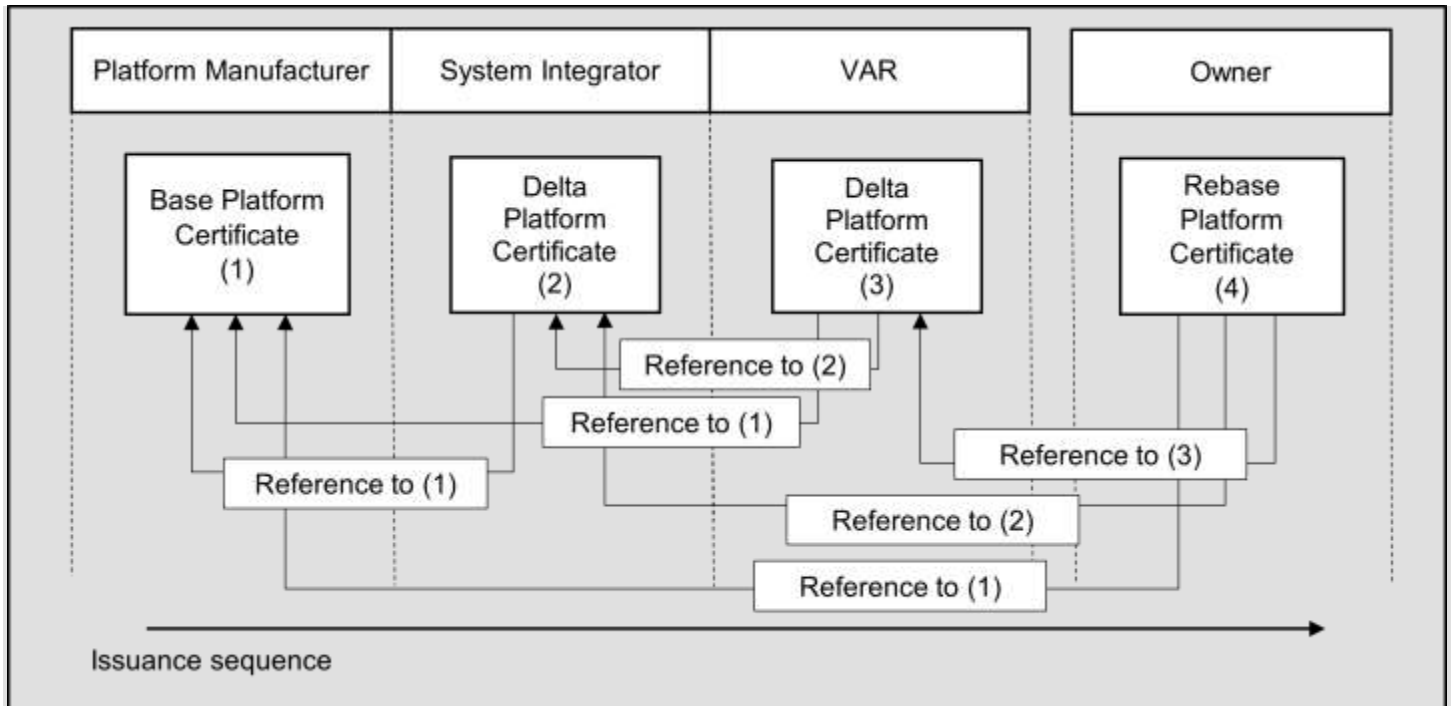 Platform Manufacturer
System Integrator
VAR
Owner
Base Platform
Certificate
(1)
Delta
Platform
Certificate
(2)
Delta
Platform
Certificate
(3)
Rebase
Platform
Certificate
(4)
Reference to (2)
Reference to (1)
Reference to (3)
Reference to (1)
Reference to (2)
Reference to (1)
Issuance sequence